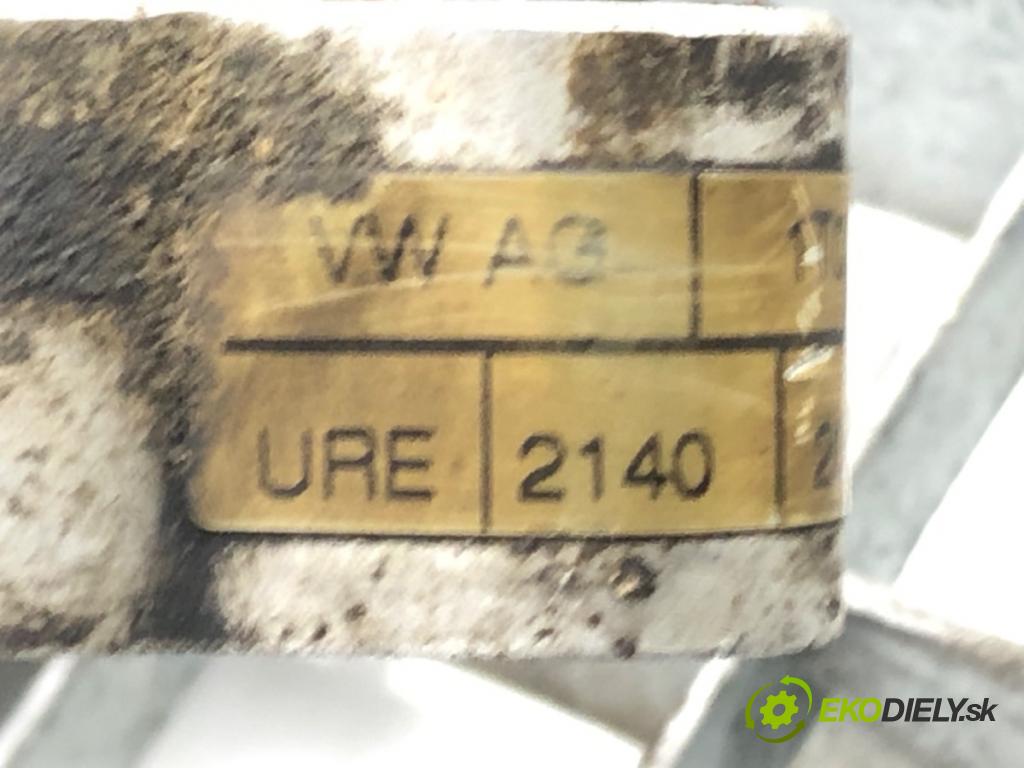 VW AG
URE 2140
EKODIELY.sk